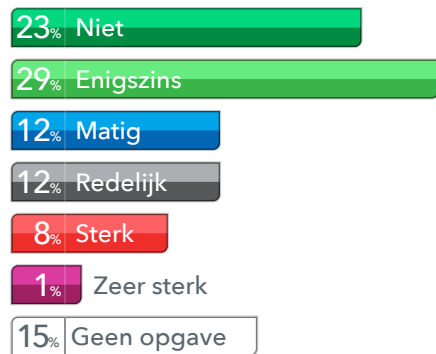 23% Niet
29% Enigszins
12% Matig
12% Redelijk
8% Sterk
1% Zeer sterk
15% Geen opgave